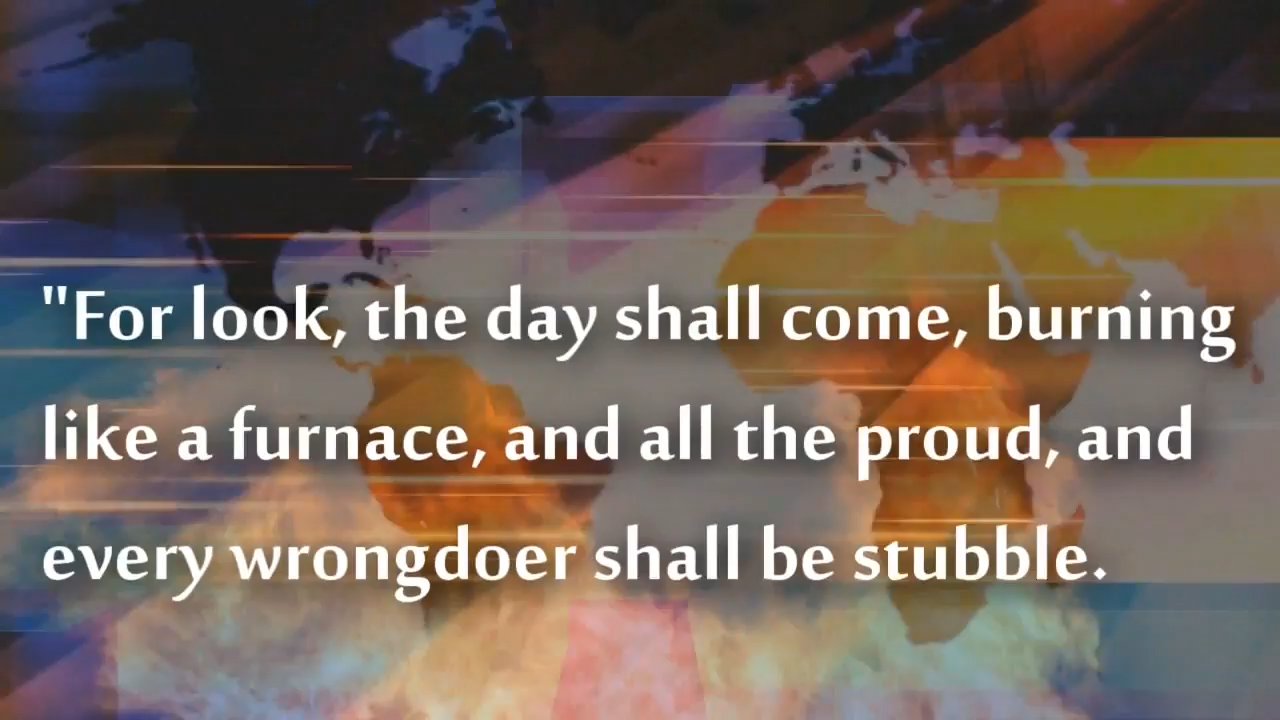 "For look, the day shall come, burning
like a furnace, and all the proud, and
every wrongdoer shall be stubble.